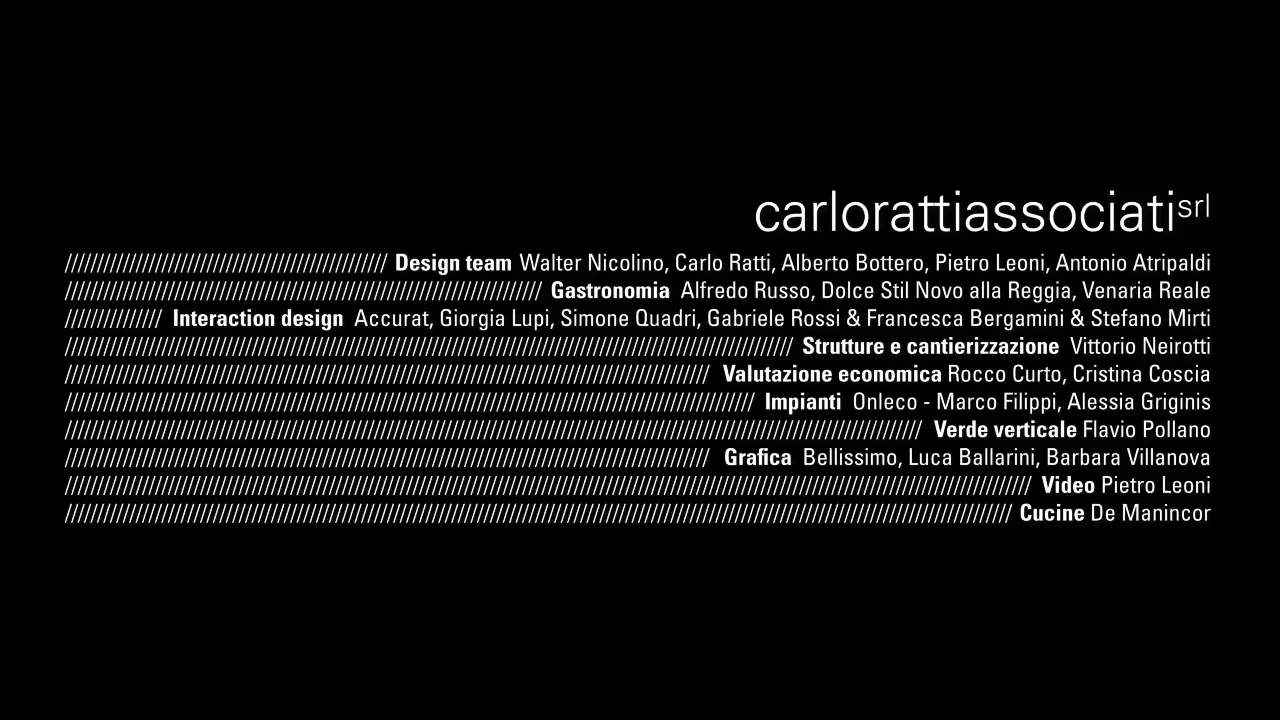 carlorattiassociati srl
//////////////////////////////////////////////// Design team Walter Nicolino, Carlo Ratti, Alberto Bottero, Pietro Leoni, Antonio Atripaldi
//////////////////////////////////////////////////////////////////////// Gastronomia Alfredo Russo, Dolce Stil Novo alla Reggia, Venaria Reale
/////////////// Interaction design Accurat, Giorgia Lupi, Simone Quadri, Gabriele Rossi & Francesca Bergamini & Stefano Mirti
//////////////////////////////////////////////////////////////////////////////////////////////////////////////// Strutture e cantierizzazione Vittorio Neirotti
//////////////////////////////////////////////////////////////////////////////////////////////////// Valutazione economica Rocco Curto, Cristina Coscia
////////////////////////////////////////////////////////////////////////////////////////////////////////// Impianti Onleco - Marco Filippi, Alessia Griginis
//////////////////////////////////////////////////////////////////////////////////////////////////////////////////////////////////// Verde verticale Flavio Pollano
//////////////////////////////////////////////////////////////////////////////////////////////////// Grafica Bellissimo, Luca Ballarini, Barbara Villanova
////////////////////////////////////////////////////////////////////////////////////////////////////////////////////////////////////////////////////// Video Pietro Leoni
/////////////////////////////////////////////////////////////////////////////////////////////////////////////////////////////////////////////////// Cucine De Manincor